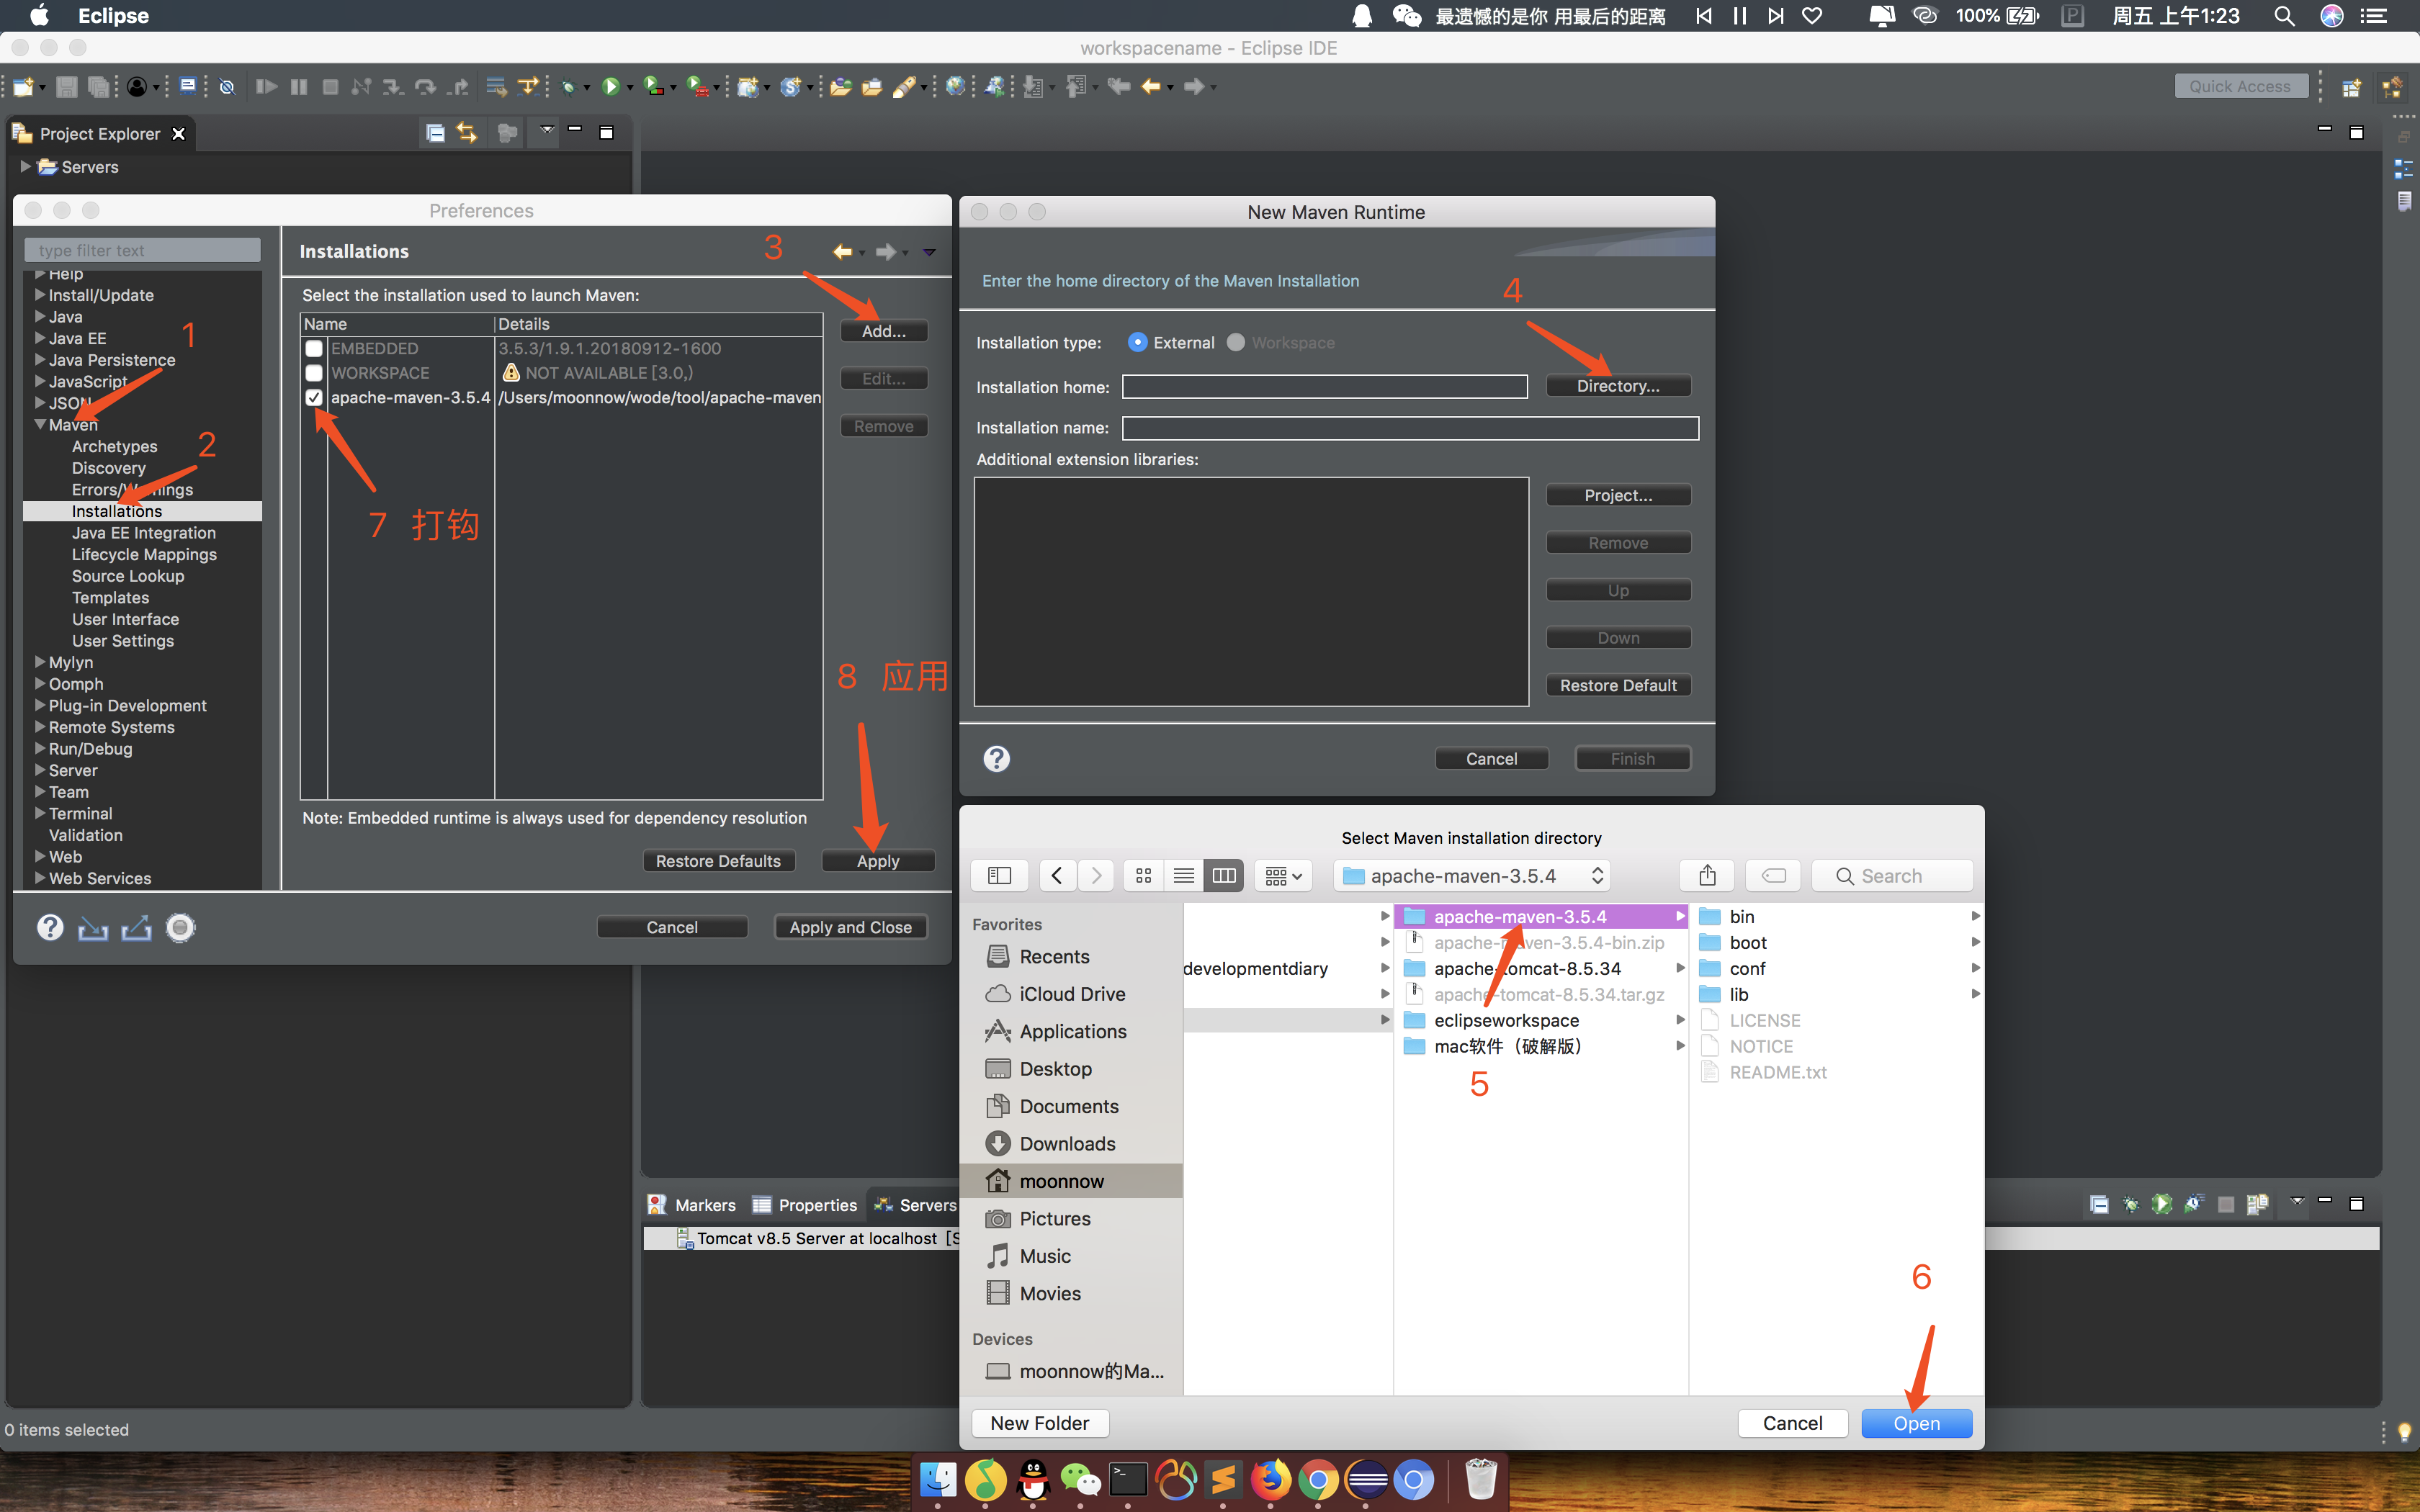 Eclipse
最遗憾的是你 用最后的距离
100%
P
周五 上午1:23
workspacename - Eclipse IDE
Quick Access
Project Explorer
Servers
Preferences
type filter text
Help
Install/Update
Java
Java EE
Java Persistence
JavaScript
JSON
Maven
Archetypes
Discovery
Errors/Warnings
Installations
Java EE Integration
Lifecycle Mappings
Source Lookup
Templates
User Interface
User Settings
Mylyn
Oomph
Plug-in Development
Remote Systems
Run/Debug
Server
Team
Terminal
Validation
Web
Web Services
1
2
Installations
3
Select the installation used to launch Maven:
Name Details
EMBEDDED 3.5.3/1.9.1.20180912-1600
WORKSPACE NOT AVAILABLE [3.0,)
apache-maven-3.5.4 /Users/moonnow/wode/tool/apache-maven
Add...
Edit...
Remove
7 打钩
8 应用
Note: Embedded runtime is always used for dependency resolution
Restore Defaults
Apply
Cancel
Apply and Close
New Maven Runtime
Enter the home directory of the Maven Installation
4
Installation type: External Workspace
Installation home: Directory...
Installation name:
Additional extension libraries:
Project...
Remove
Up
Down
Restore Default
Cancel
Finish
Select Maven installation directory
apache-maven-3.5.4
Search
Favorites
Recents
iCloud Drive
Applications
Desktop
Documents
Downloads
moonnow
Pictures
Music
Movies
Devices
moonnow的Ma...
developmentdiary
apache-maven-3.5.4
apache-maven-3.5.4-bin.zip
apache-tomcat-8.5.34
apache-tomcat-8.5.34.tar.gz
eclipseworkspace
mac软件（破解版）
5
bin
boot
conf
lib
LICENSE
NOTICE
README.txt
6
New Folder
Cancel
Open
Markers
Properties
Servers
Tomcat v8.5 Server at localhost [S
0 items selected